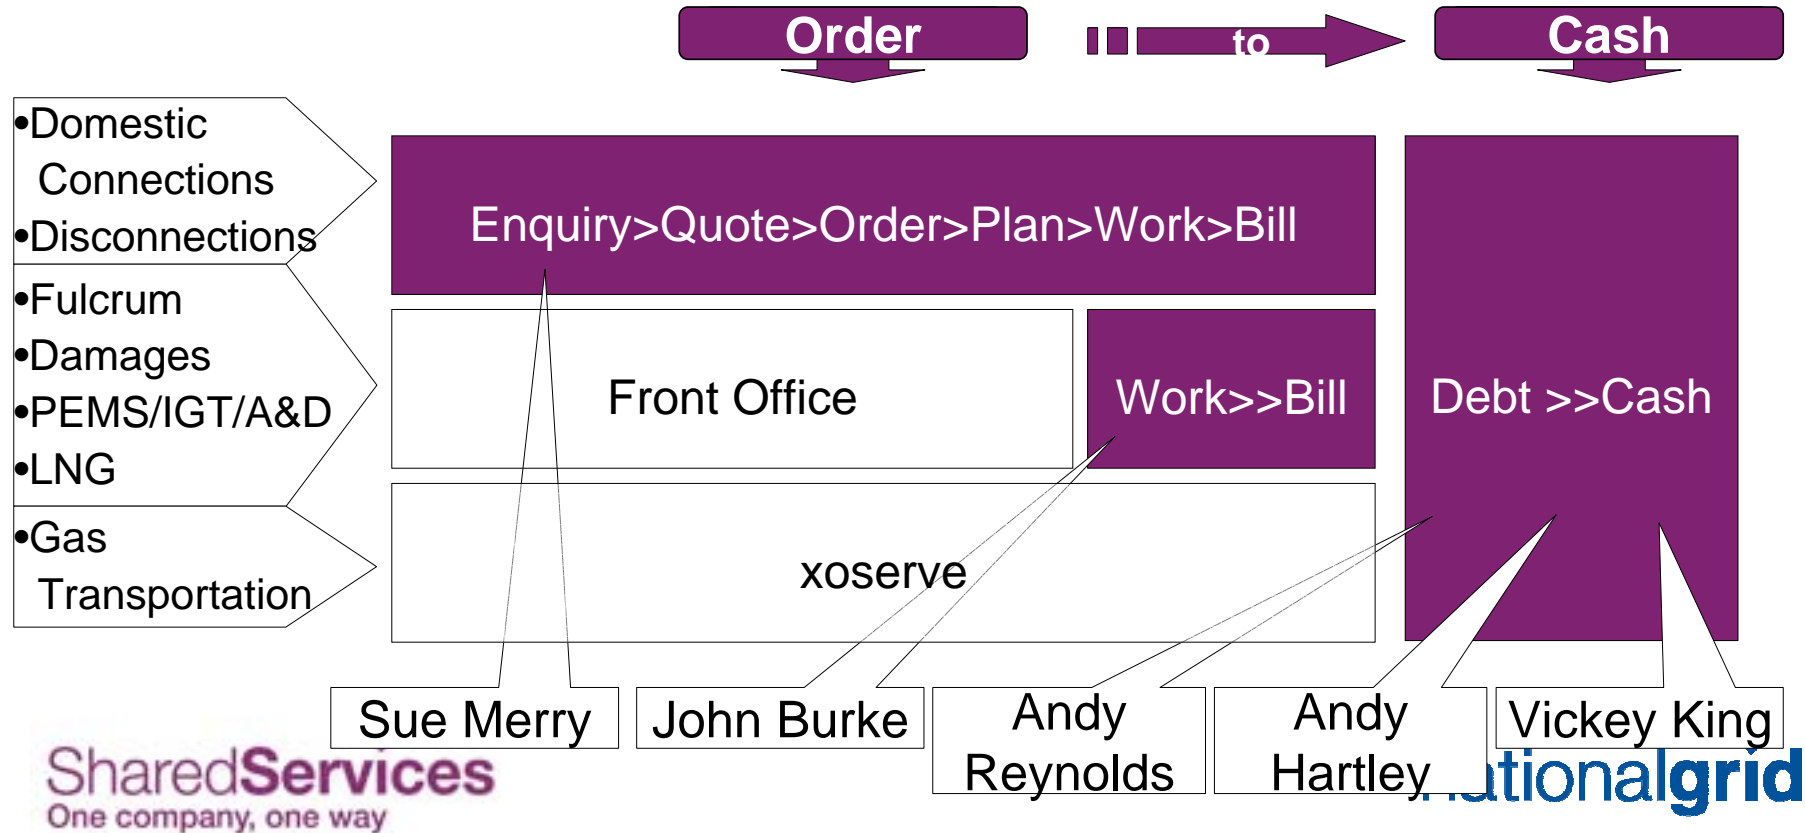 Order
to
Cash
•Domestic
Connections
•Disconnections
•Fulcrum
•Damages
•PEMS/IGT/A&D
•LNG
•Gas
Transportation
Enquiry>Quote>Order>Plan>Work>Bill
Front Office
Work>>Bill
Debt >>Cash
xoserve
Sue Merry
John Burke
Andy
Reynolds
Andy
Hartley
Vickey King
SharedServices
One company, one way
nationalgrid